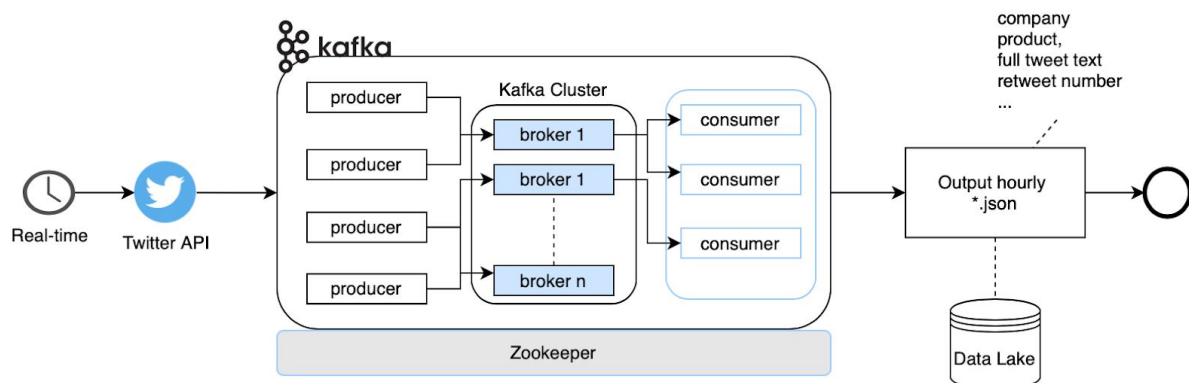 kafka
company
product,
full tweet text
retweet number
...
Kafka Cluster
producer
producer
producer
producer
broker 1
broker 1
broker n
consumer
consumer
consumer
Real-time
Twitter API
Output hourly
*.json
Zookeeper
Data Lake